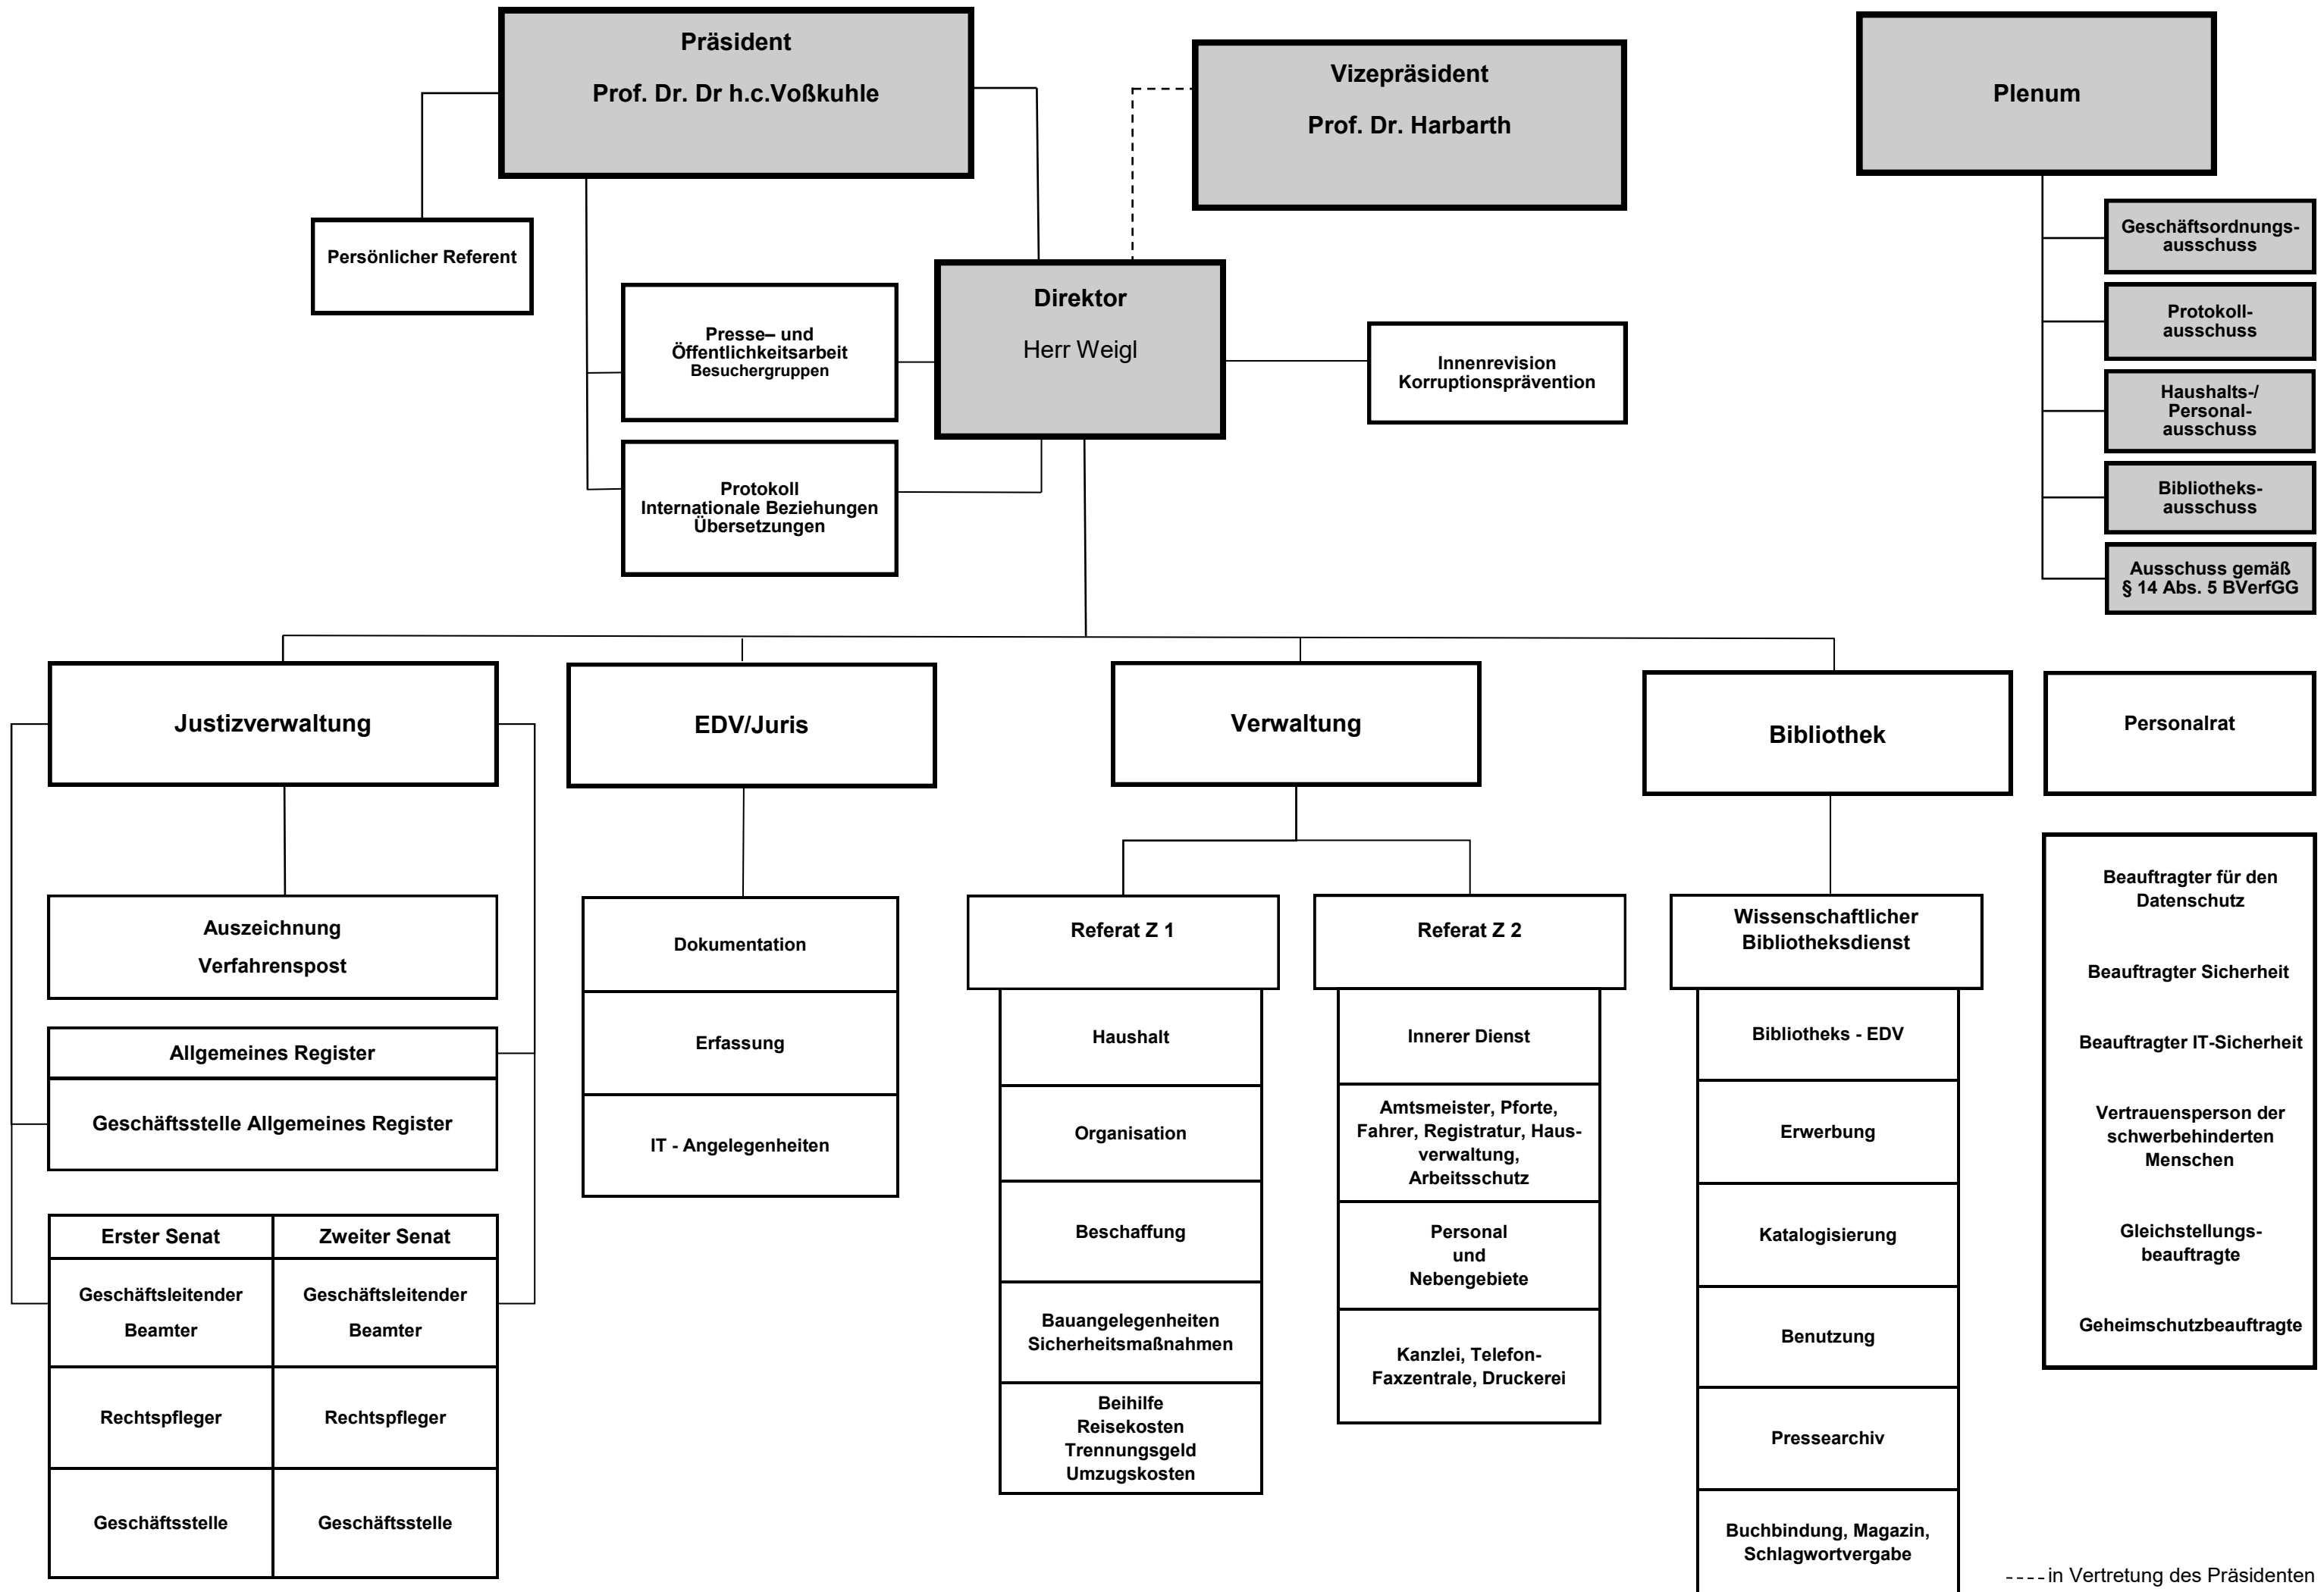 Präsident
Prof. Dr. Dr h.c.Voßkuhle
Vizepräsident
Prof. Dr. Harbarth
Plenum
Geschäftsordnungs-
ausschuss
Protokoll-
ausschuss
Haushalts-/
Personal-
ausschuss
Bibliotheks-
ausschuss
Ausschuss gemäß
§ 14 Abs. 5 BVerfGG
Persönlicher Referent
Presse– und
Öffentlichkeitsarbeit
Besuchergruppen
Direktor
Herr Weigl
Innenrevision
Korruptionsprävention
Protokoll
Internationale Beziehungen
Übersetzungen
Justizverwaltung
EDV/Juris
Verwaltung
Bibliothek
Personalrat
Auszeichnung
Verfahrenspost
Allgemeines Register
Geschäftsstelle Allgemeines Register
Erster Senat
Zweiter Senat
Geschäftsleitender
Beamter
Geschäftsleitender
Beamter
Rechtspfleger
Rechtspfleger
Geschäftsstelle
Geschäftsstelle
Dokumentation
Erfassung
IT - Angelegenheiten
Referat Z 1
Haushalt
Organisation
Beschaffung
Bauangelegenheiten
Sicherheitsmaßnahmen
Beihilfe
Reisekosten
Trennungsgeld
Umzugskosten
Referat Z 2
Innerer Dienst
Amtsmeister, Pforte,
Fahrer, Registratur, Haus-
verwaltung,
Arbeitsschutz
Personal
und
Nebengebiete
Kanzlei, Telefon-
Faxzentrale, Druckerei
Wissenschaftlicher
Bibliotheksdienst
Bibliotheks - EDV
Erwerbung
Katalogisierung
Benutzung
Pressearchiv
Buchbindung, Magazin,
Schlagwortvergabe
Beauftragter für den
Datenschutz
Beauftragter Sicherheit
Beauftragter IT-Sicherheit
Vertrauensperson der
schwerbehinderten
Menschen
Gleichstellungs-
beauftragte
Geheimschutzbeauftragte
----in Vertretung des Präsidenten